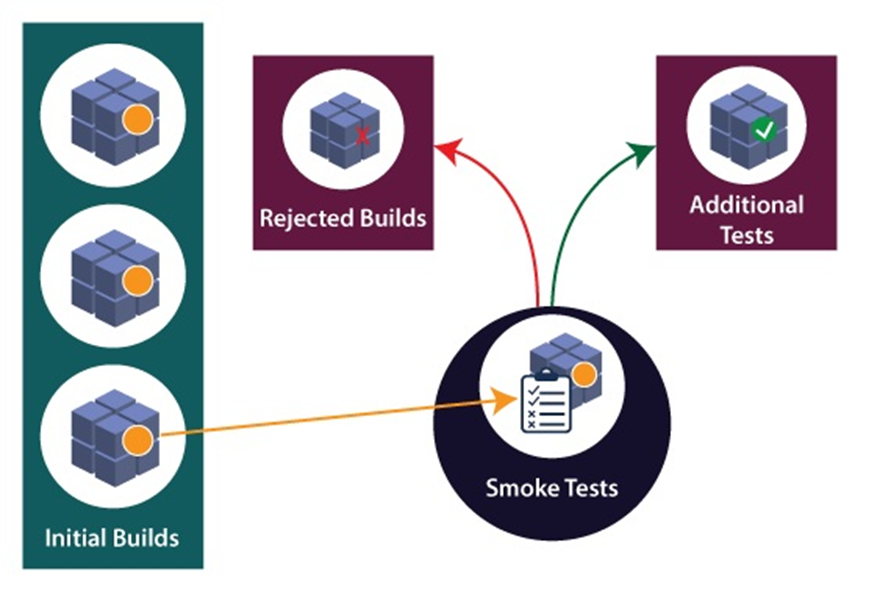 Rejected Builds
Additional
Tests
Smoke Tests
Initial Builds